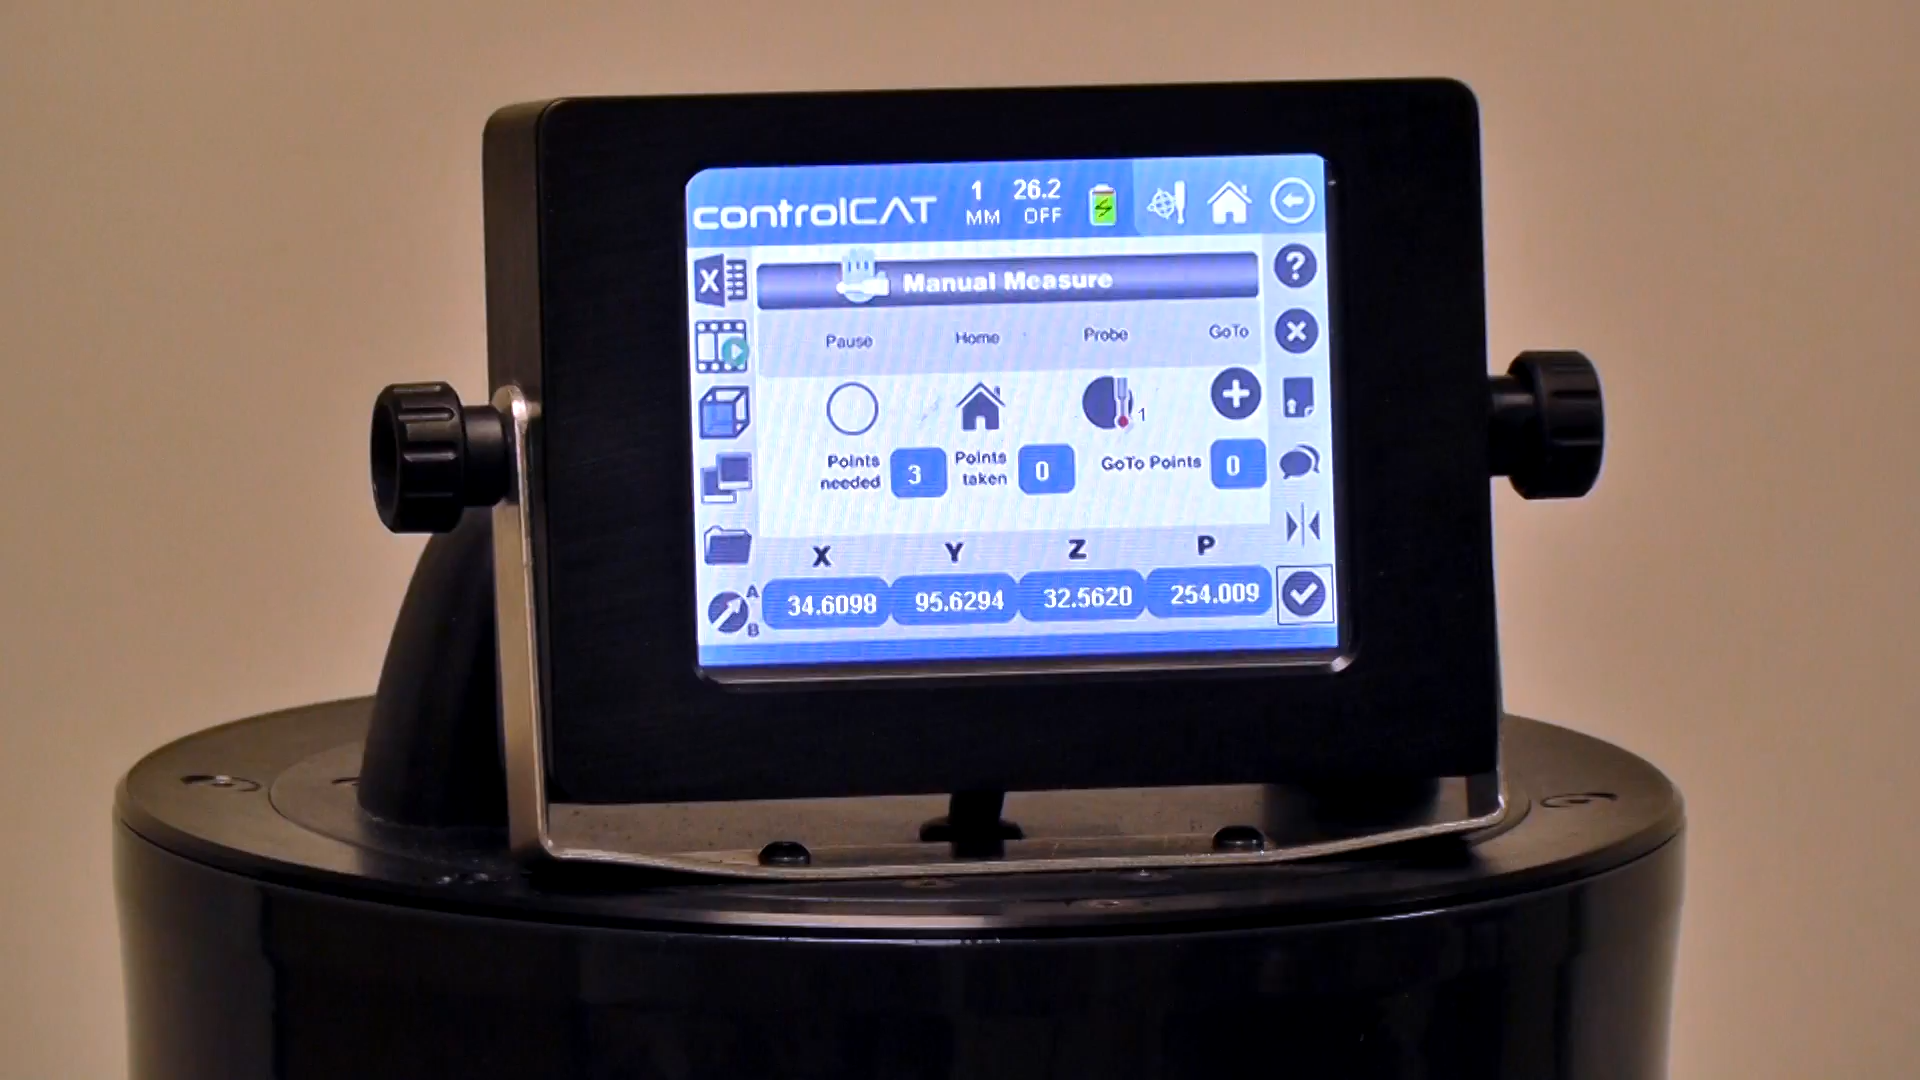 controlCAT 1 26.2
MM OFF
Manual Measure
Pause Home Probe GoTo
1
Points needed 3 Points taken 0 GoTo Points 0
X Y Z P
34.6098 95.6294 32.5620 254.009
A
B